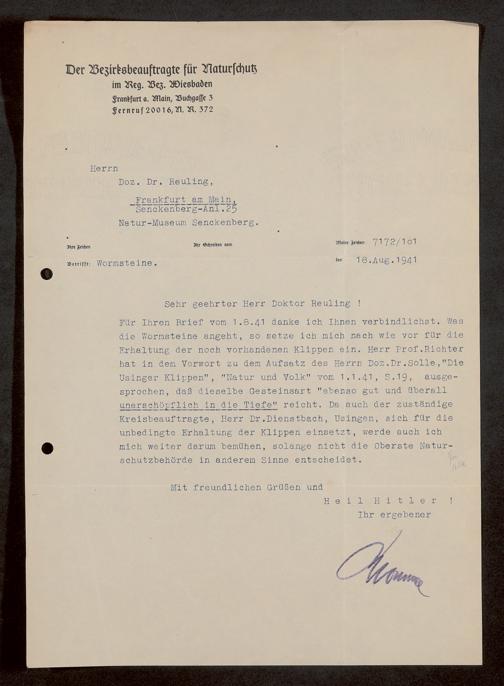 Der Bezirksbeauftragte für Naturschutz
im Reg. Bez. Wiesbaden
Frankfurt a. Main, Buchgasse 3
Fernruf 20016, N. R. 372
Herrn
Doz. Dr. Reuling,
Frankfurt am Main,
Senckenberg-Anl.25
Natur-Museum Senckenberg.
Ihre Zeichen Ihr Schreiben vom Meine Zeichen 7172/101
Betrifft: Wormsteine. den 18.Aug.1941
Sehr geehrter Herr Doktor Reuling !
Für Ihren Brief vom 1.8.41 danke ich Ihnen verbindlichst. Was
die Wormsteine angeht, so setze ich mich nach wie vor für die
Erhaltung der noch vorhandenen Klippen ein. Herr Prof.Richter
hat in dem Vorwort zu dem Aufsatz des Herrn Doz.Dr.Solle,"Die
Usinger Klippen", "Natur und Volk" vom 1.1.41, S.19, ausge-
sprochen, daß dieselbe Gesteinsart "ebenso gut und überall
unerschöpflich in die Tiefe" reicht. Da auch der zuständige
Kreisbeauftragte, Herr Dr.Dienstbach, Usingen, sich für die
unbedingte Erhaltung der Klippen einsetzt, werde auch ich
mich weiter darum bemühen, solange nicht die Oberste Natur-
schutzbehörde in anderem Sinne entscheidet.
Mit freundlichen Grüßen und
H e i l H i t l e r !
Ihr ergebener